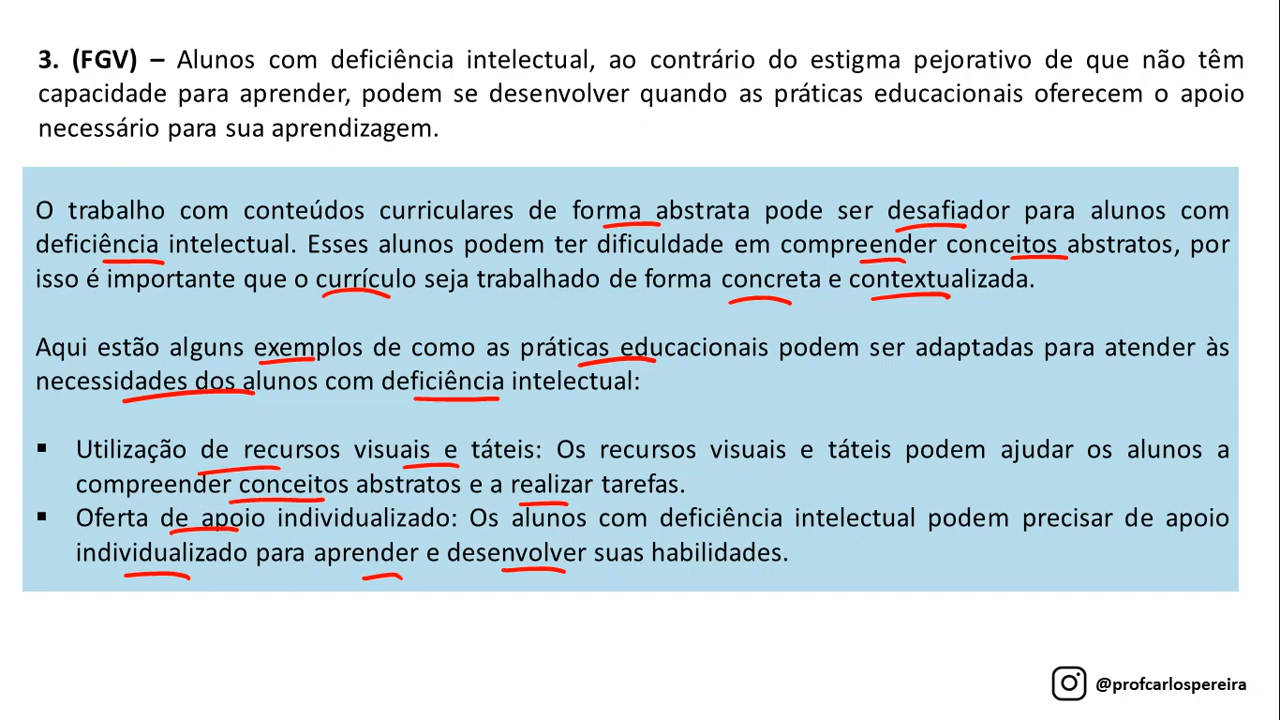 3. (FGV) – Alunos com deficiência intelectual, ao contrário do estigma pejorativo de que não têm
capacidade para aprender, podem se desenvolver quando as práticas educacionais oferecem o apoio
necessário para sua aprendizagem.
O trabalho com conteúdos curriculares de forma abstrata pode ser desafiador para alunos com
deficiência intelectual. Esses alunos podem ter dificuldade em compreender conceitos abstratos, por
isso é importante que o currículo seja trabalhado de forma concreta e contextualizada.
Aqui estão alguns exemplos de como as práticas educacionais podem ser adaptadas para atender às
necessidades dos alunos com deficiência intelectual:
▪ Utilização de recursos visuais e táteis: Os recursos visuais e táteis podem ajudar os alunos a
compreender conceitos abstratos e a realizar tarefas.
▪ Oferta de apoio individualizado: Os alunos com deficiência intelectual podem precisar de apoio
individualizado para aprender e desenvolver suas habilidades.
@profcarlospereira